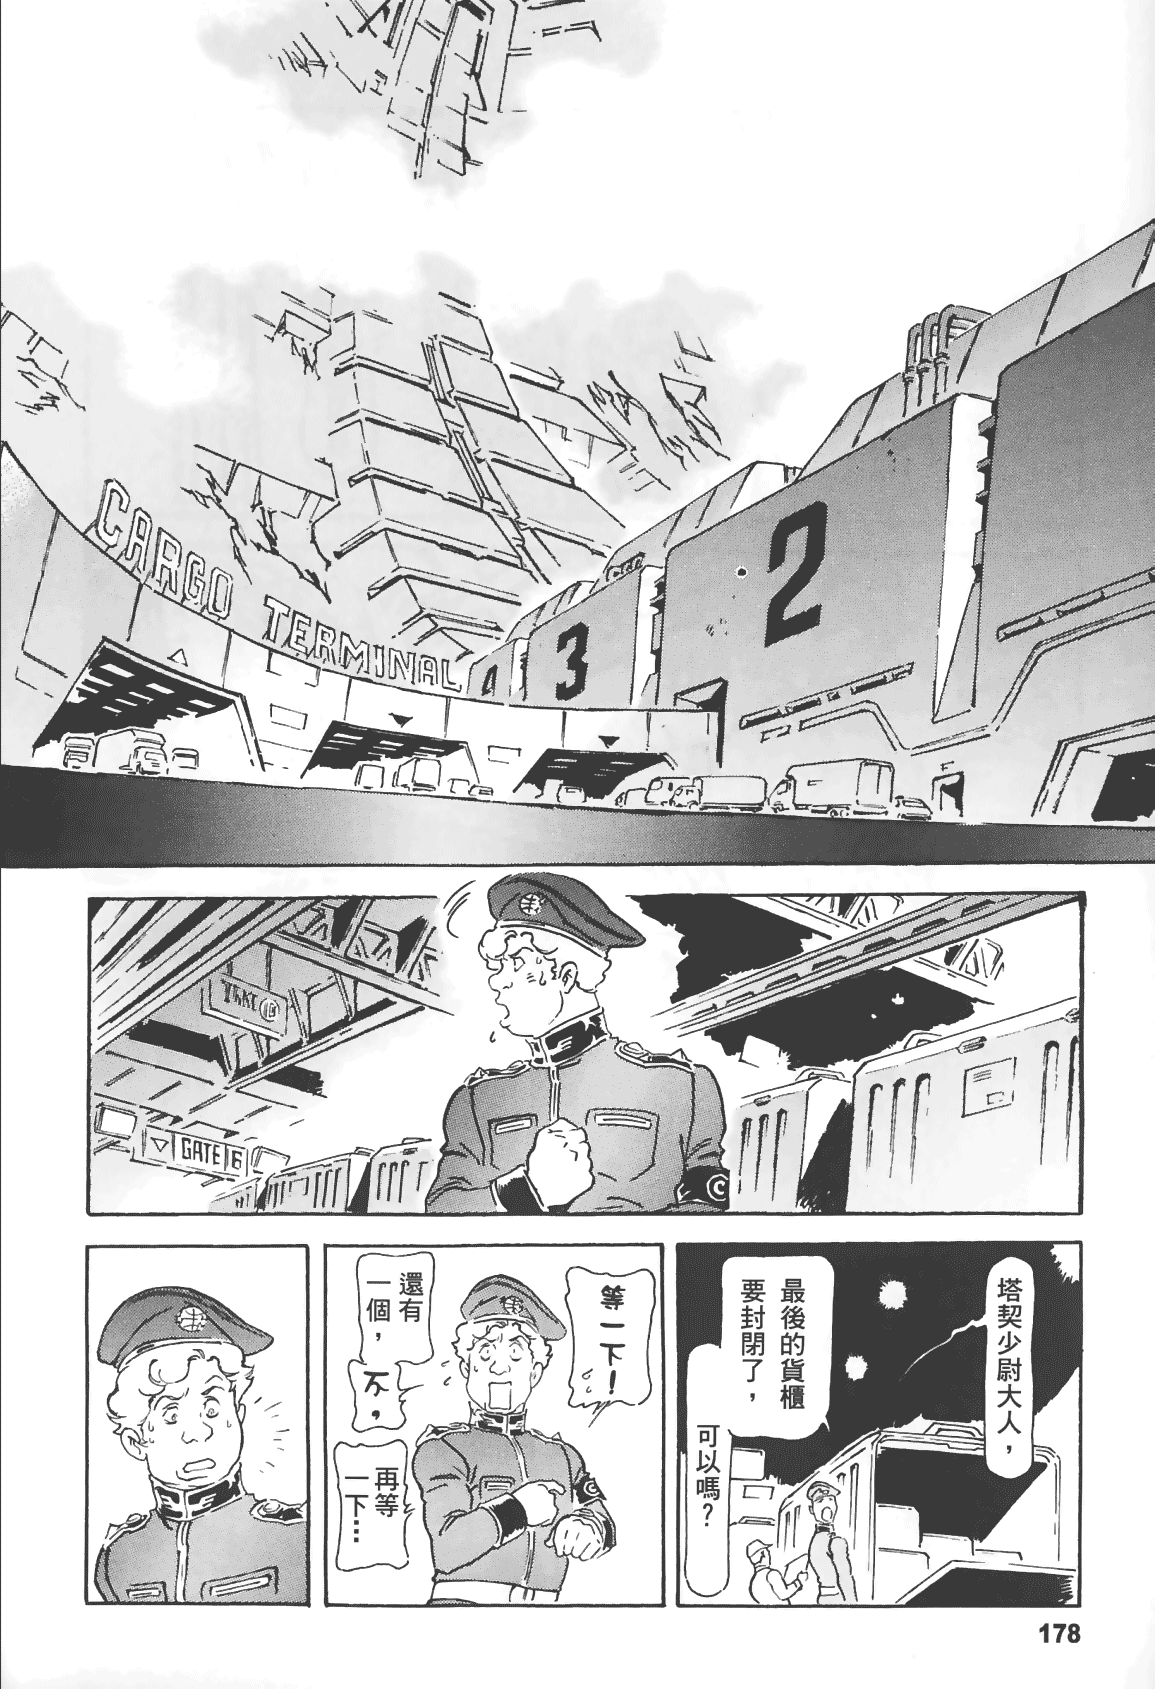 CARGO TERMINAL
4
3
2
GATE 16
塔契少尉大人，
最後的貨櫃
要封閉了，
可以嗎？
等一下！
還有
一個，
不，
再等
一下…
178